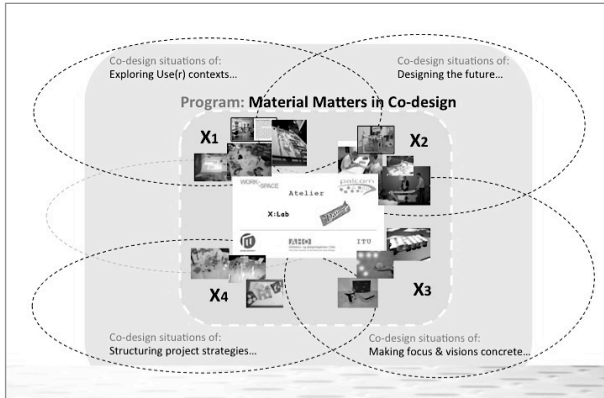 Co-design situations of:
Exploring Use(r) contexts...
Co-design situations of:
Designing the future...
Program: Material Matters in Co-design
X1
X2
WORK-SPACE
Atelier
palcom
X:Lab
ITU
X4
X3
Co-design situations of:
Structuring project strategies...
Co-design situations of:
Making focus & visions concrete...